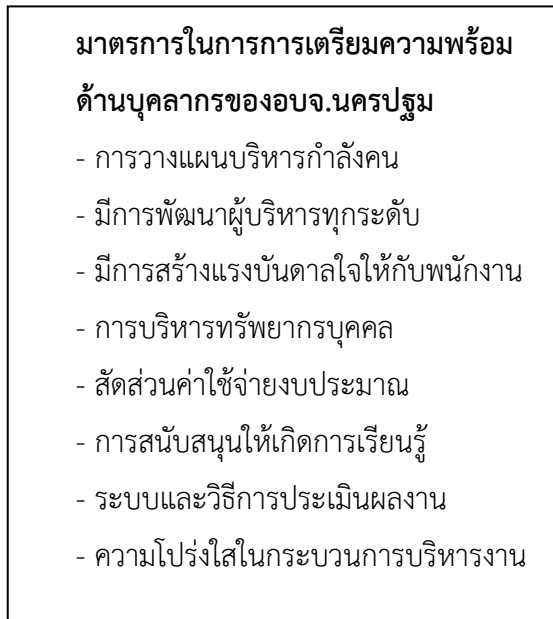 มาตรการในการการเตรียมความพร้อม
ด้านบุคลากรของอบจ.นครปฐม
- การวางแผนบริหารกำลังคน
- มีการพัฒนาผู้บริหารทุกระดับ
- มีการสร้างแรงบันดาลใจให้กับพนักงาน
- การบริหารทรัพยากรบุคคล
- สัดส่วนค่าใช้จ่ายงบประมาณ
- การสนับสนุนให้เกิดการเรียนรู้
- ระบบและวิธีการประเมินผลงาน
- ความโปร่งใสในกระบวนการบริหารงาน